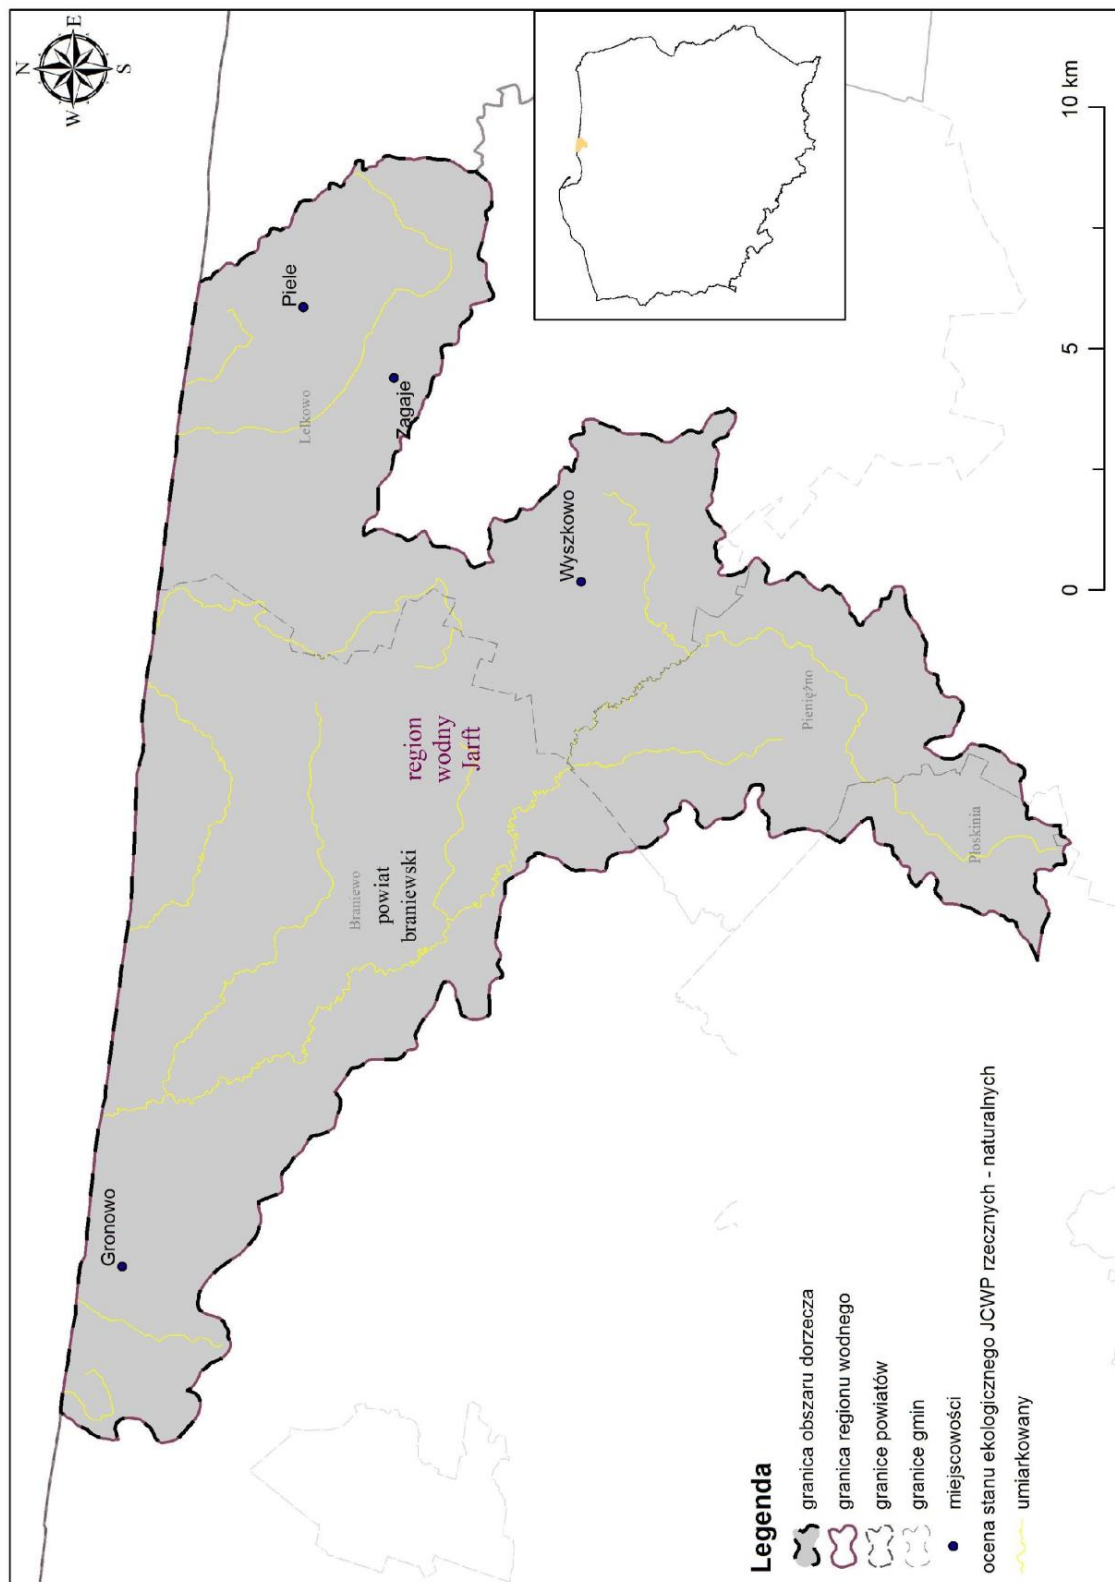 N
E
S
W
Gronowo
Piele
Lelkowo
Zagaje
region
wodny
Jarft
Braniewo
powiat
braniewski
Wyszkowo
Pieniężno
Płoskinia
Legenda
granica obszaru dorzecza
granica regionu wodnego
granice powiatów
granice gmin
miejscowości
ocena stanu ekologicznego JCWP rzecznych - naturalnych
umiarkowany
0 5 10 km